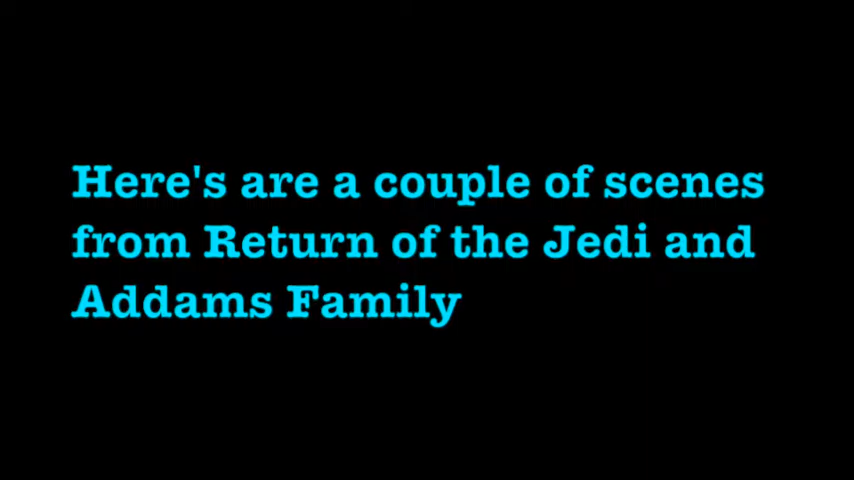 Here's are a couple of scenes
from Return of the Jedi and
Addams Family